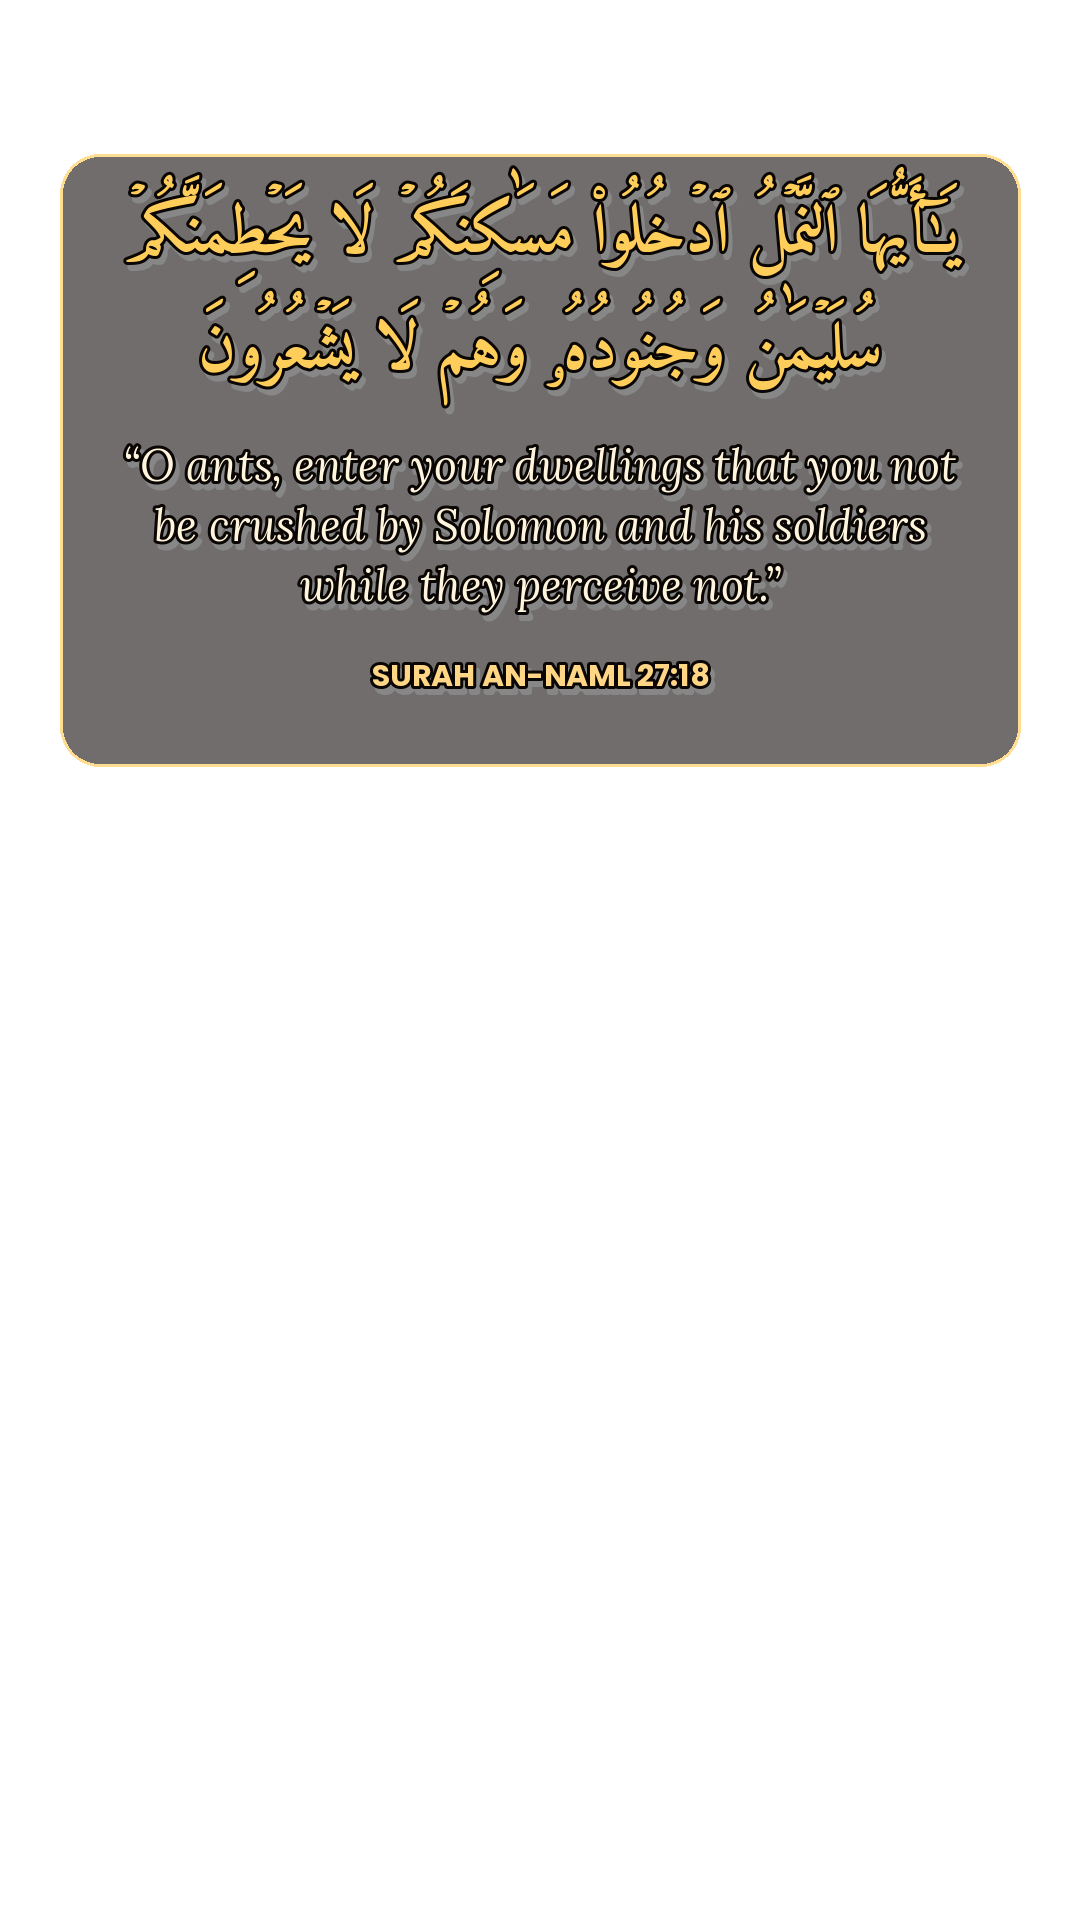 يَـٰٓأَيُّهَا ٱلنَّمۡلُ ٱدۡخُلُوا۟ مَسَـٰكِنَكُمۡ لَا يَحۡطِمَنَّكُمۡ
سُلَيۡمَـٰنُ وَجُنُودُهُۥ وَهُمۡ لَا يَشۡعُرُونَ
“O ants, enter your dwellings that you not
be crushed by Solomon and his soldiers
while they perceive not.”
SURAH AN-NAML 27:18